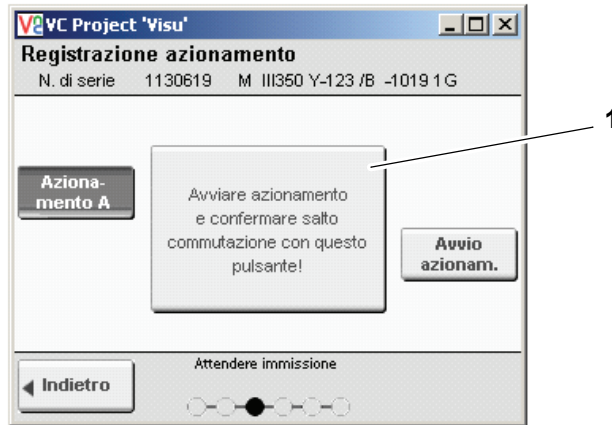 VC Project 'Visu'
Registrazione azionamento
N. di serie 1130619 M III350 Y-123 /B -1019 1 G
1
Aziona-
mento A
Avviare azionamento
e confermare salto
commutazione con questo
pulsante!
Avvio
azionam.
Attendere immissione
Indietro